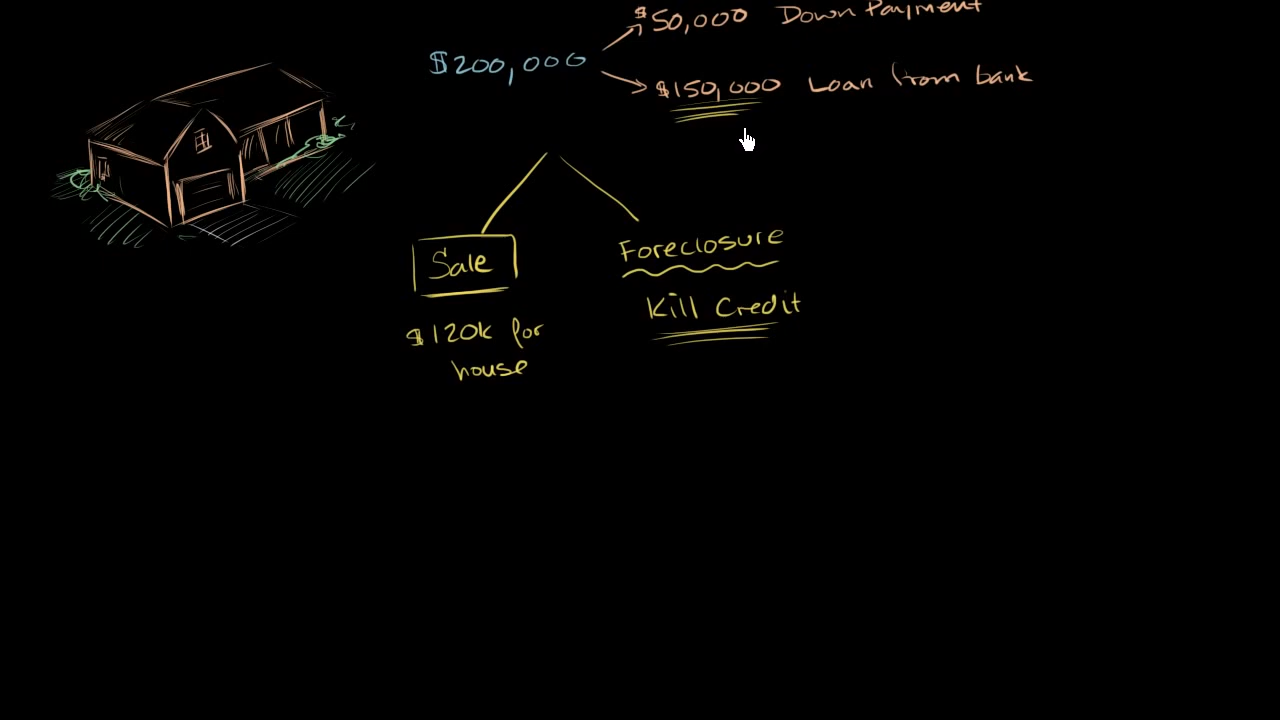 $50,000 Down Payment
$200,000
$150,000 Loan from bank
Sale
Foreclosure
Kill Credit
$120k for
house